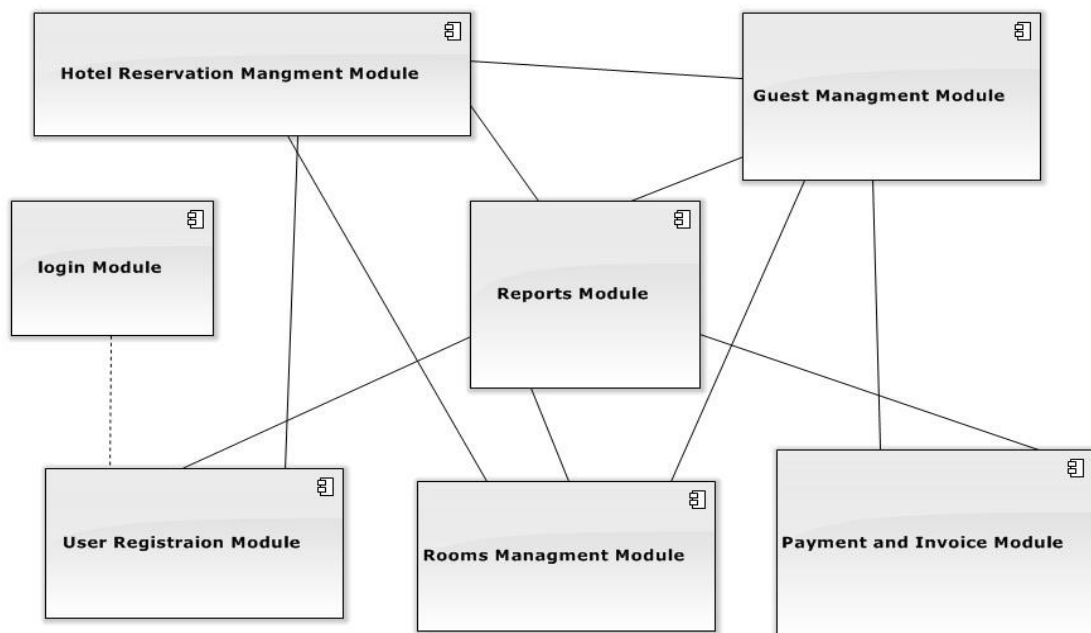 Hotel Reservation Mangment Module
Guest Managment Module
login Module
Reports Module
User Registraion Module
Rooms Managment Module
Payment and Invoice Module